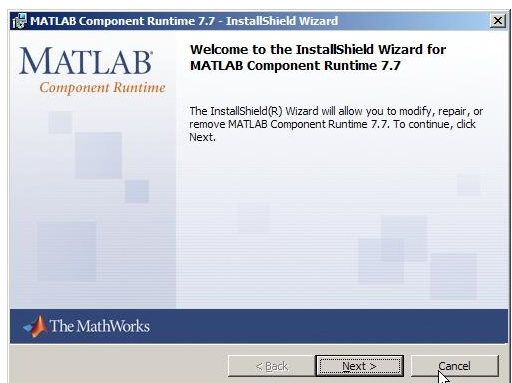 MATLAB Component Runtime 7.7 - InstallShield Wizard
MATLAB®
Component Runtime
Welcome to the InstallShield Wizard for
MATLAB Component Runtime 7.7
The InstallShield(R) Wizard will allow you to modify, repair, or
remove MATLAB Component Runtime 7.7. To continue, click
Next.
The MathWorks
< Back
Next >
Cancel